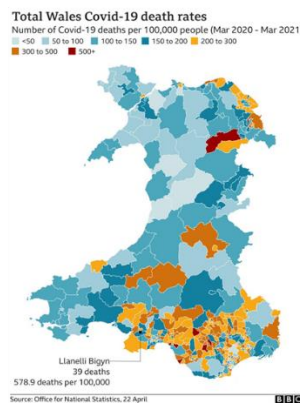 Total Wales Covid-19 death rates
Number of Covid-19 deaths per 100,000 people (Mar 2020 - Mar 2021
<50 50 to 100 100 to 150 150 to 200 200 to 300
300 to 500 500+
Llanelli Bigyn
39 deaths
578.9 deaths per 100,000
Source: Office for National Statistics, 22 April
BBC